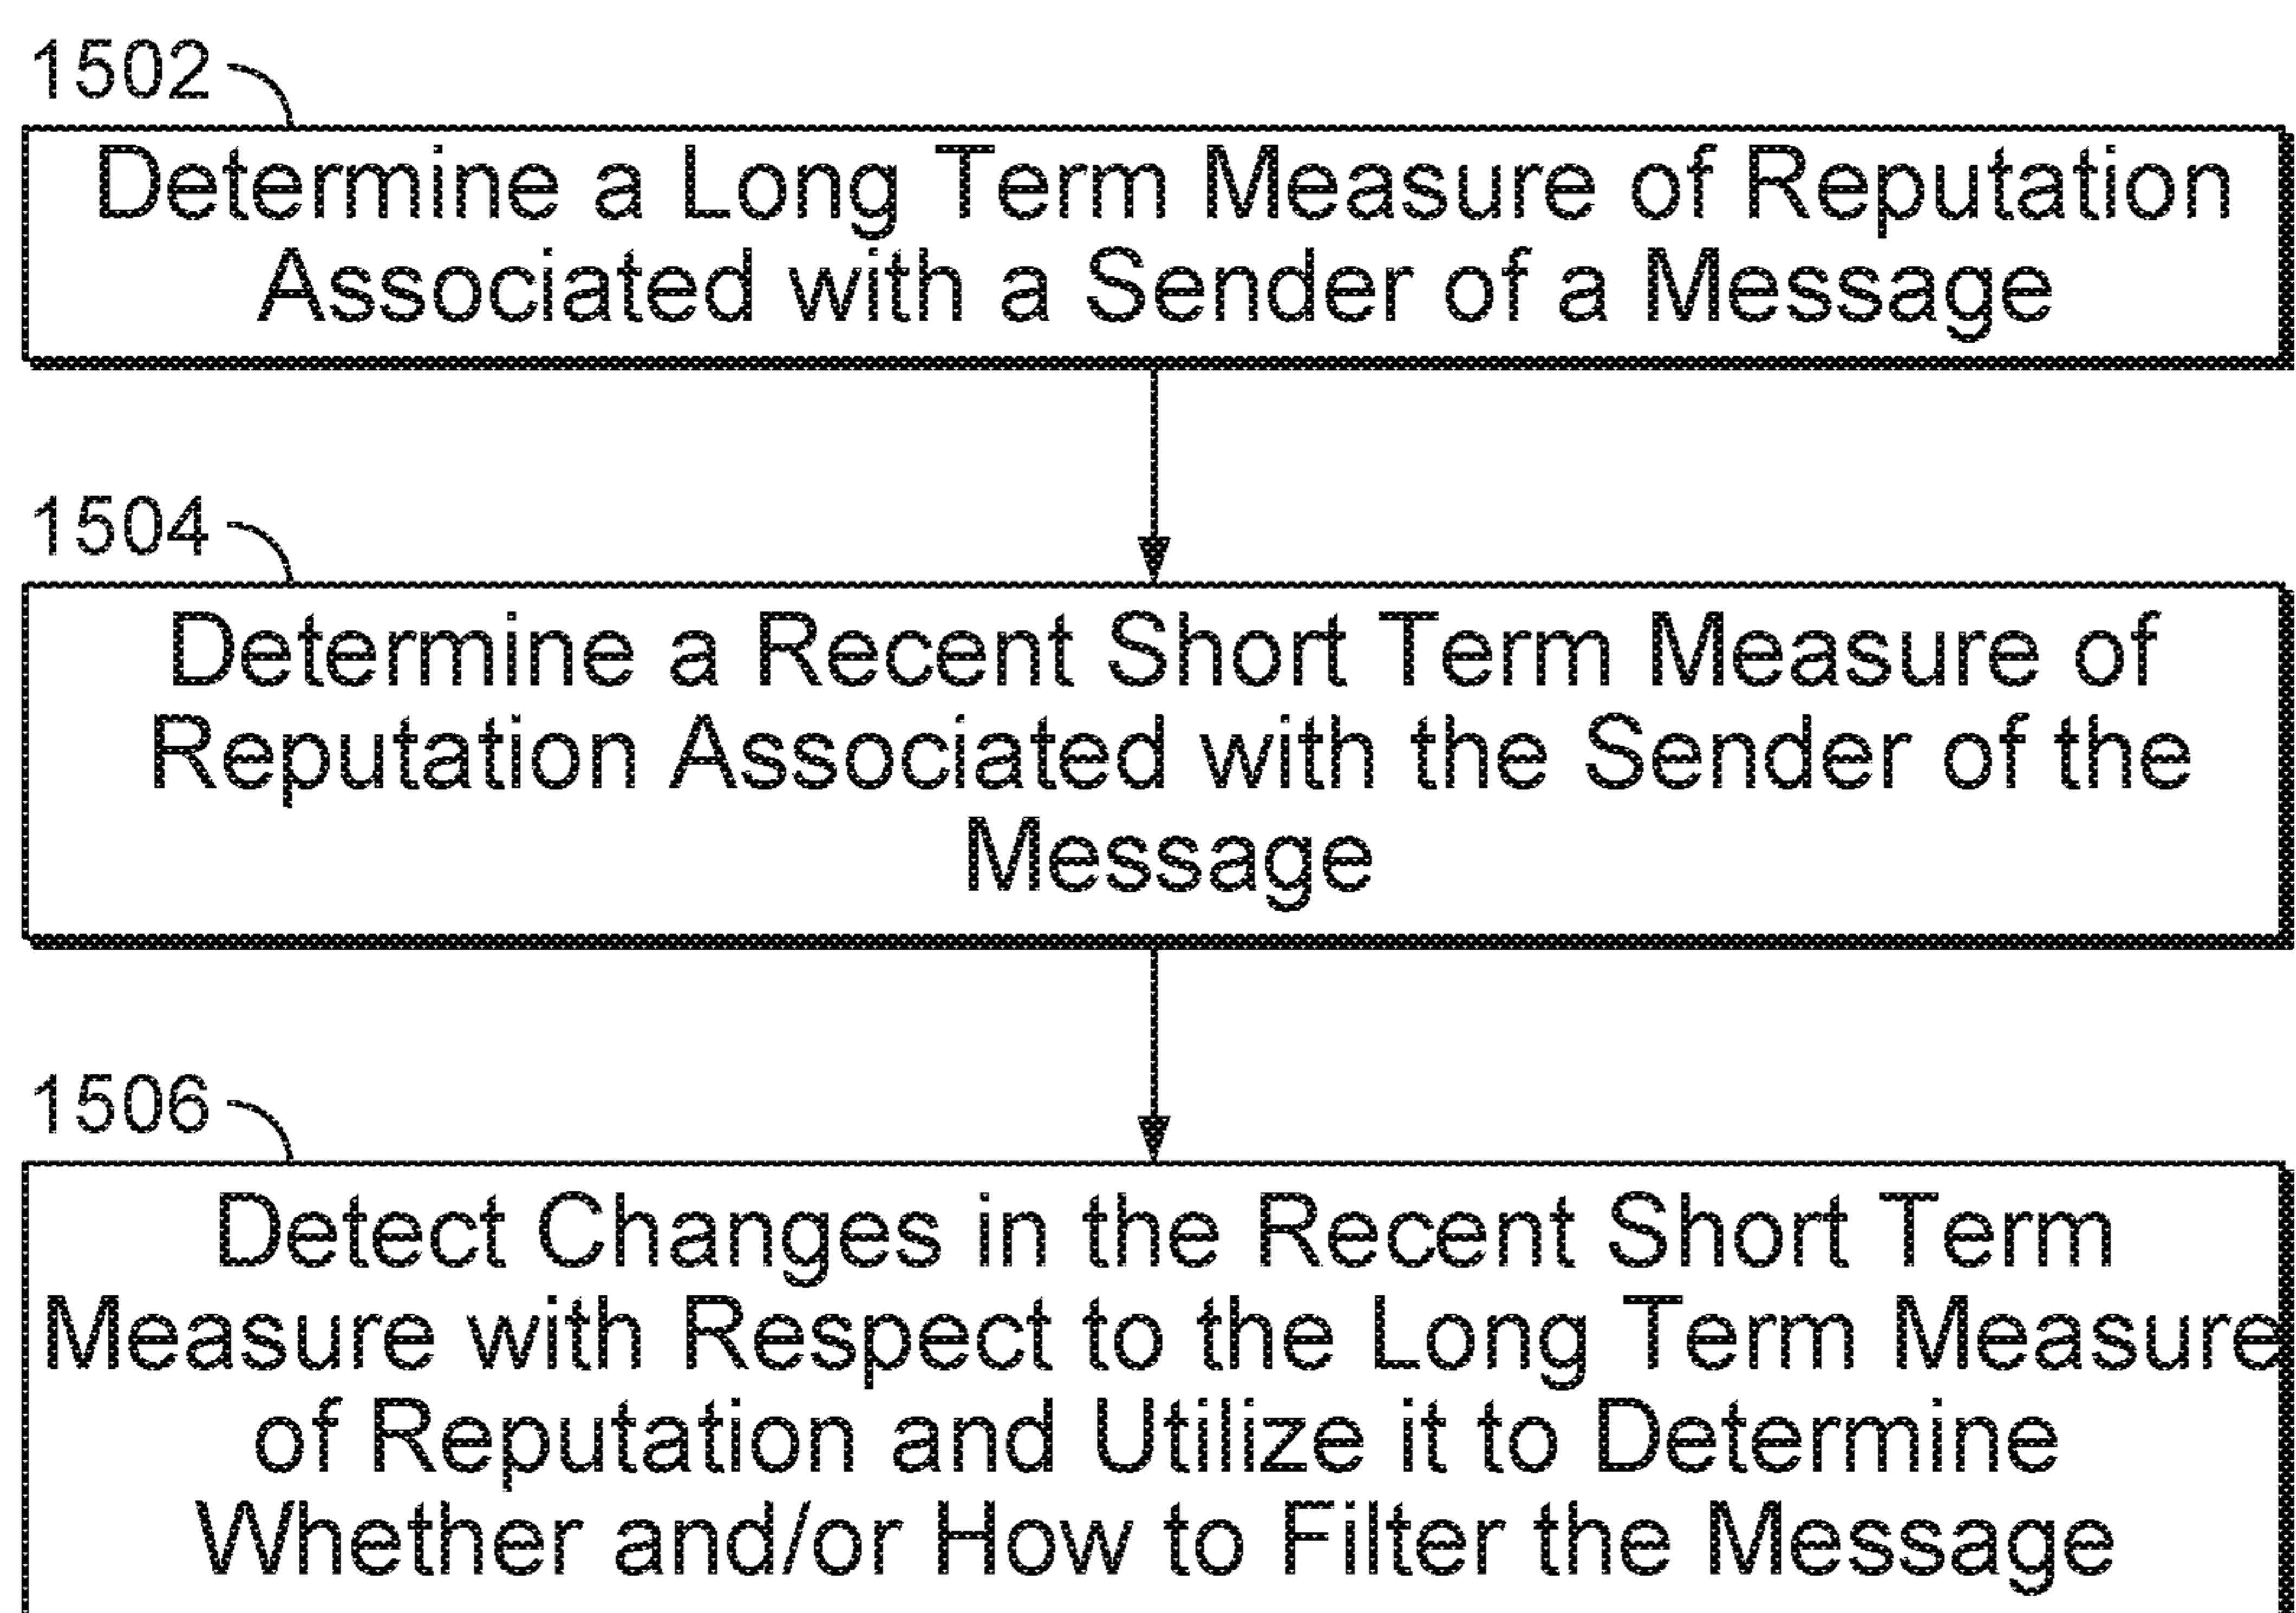 1502
Determine a Long Term Measure of Reputation
Associated with a Sender of a Message
1504
Determine a Recent Short Term Measure of
Reputation Associated with the Sender of the
Message
1506
Detect Changes in the Recent Short Term
Measure with Respect to the Long Term Measure
of Reputation and Utilize it to Determine
Whether and/or How to Filter the Message